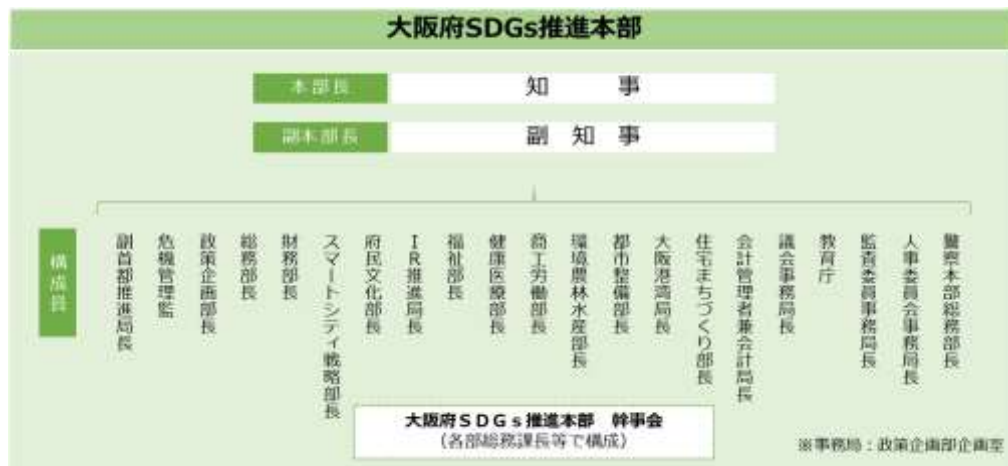 大阪府SDGs推進本部
本部長
知事
副本部長
副知事
構成員
副首都推進局長
危機管理監
政策企画部長
総務部長
財務部長
スマートシティ戦略部長
府民文化部長
IR推進局長
福祉部長
健康医療部長
商工労働部長
環境農林水産部長
都市整備部長
大阪港湾局長
住宅まちづくり部長
会計管理者兼会計局長
議会事務局長
教育庁
監査委員事務局長
人事委員会事務局長
警察本部総務部長
大阪府SDGs推進本部 幹事会
(各部総務課長等で構成)
※事務局:政策企画部企画室